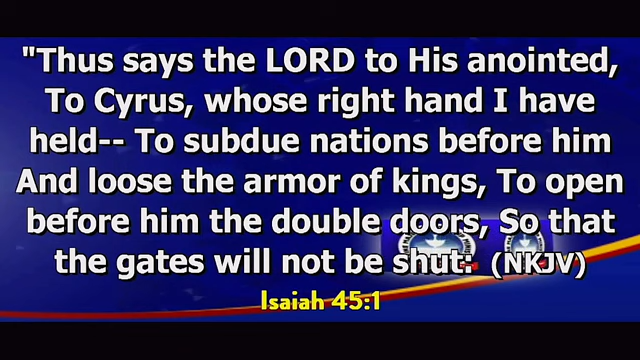 "Thus says the LORD to His anointed,
To Cyrus, whose right hand I have
held-- To subdue nations before him
And loose the armor of kings, To open
before him the double doors, So that
the gates will not be shut: (NKJV)
Isaiah 45:1